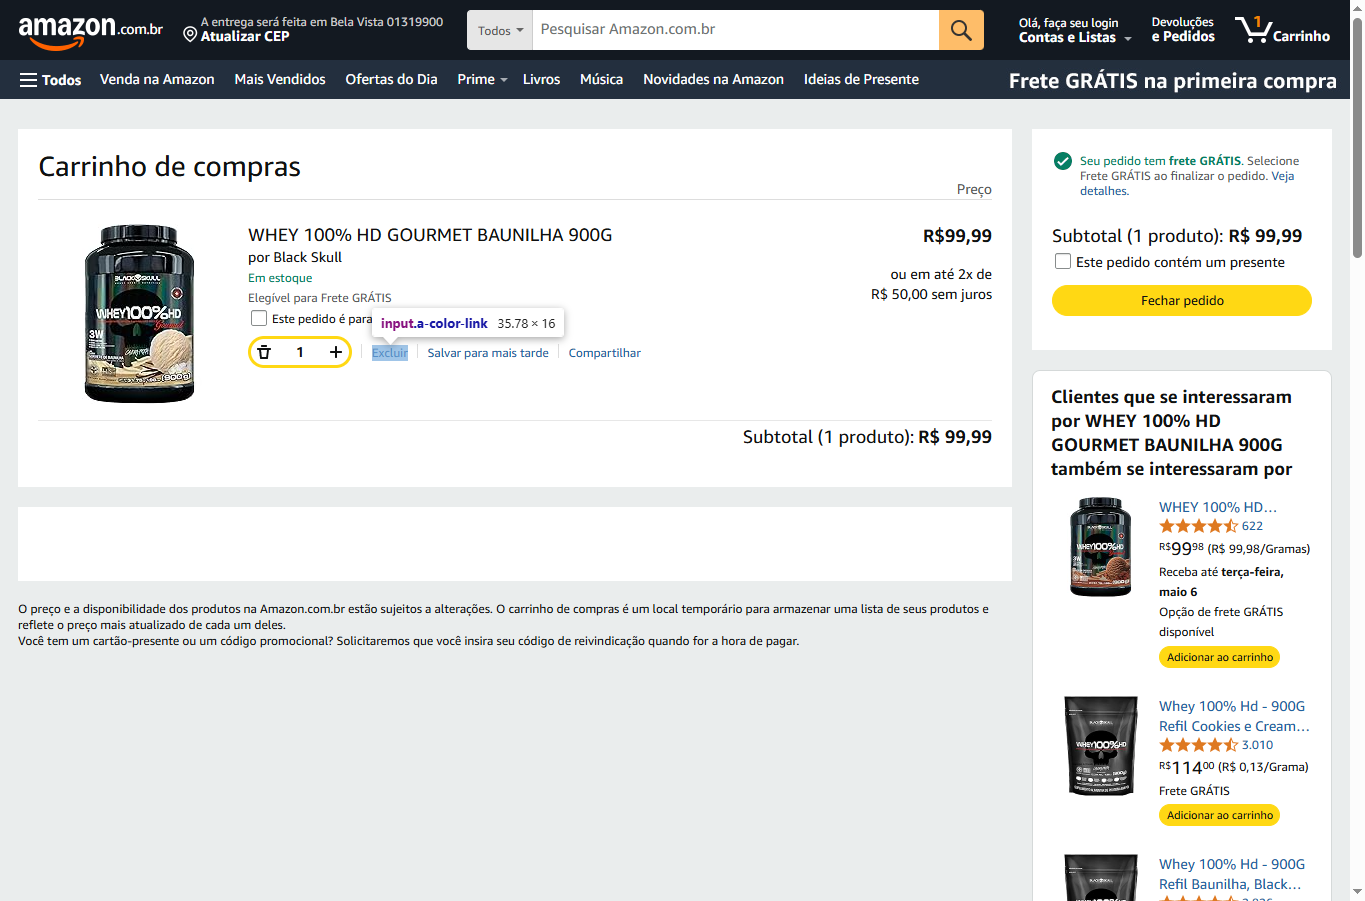 amazon.com.br
A entrega será feita em Bela Vista 01319900
Atualizar CEP
Todos
Pesquisar Amazon.com.br
Olá, faça seu login
Contas e Listas
Devoluções
e Pedidos
1
Carrinho
Todos
Venda na Amazon
Mais Vendidos
Ofertas do Dia
Prime
Livros
Música
Novidades na Amazon
Ideias de Presente
Frete GRÁTIS na primeira compra
Carrinho de compras
Preço
BLACK SKULL
WHEY100%HD
Gourmet
3W
(900g)
WHEY 100% HD GOURMET BAUNILHA 900G
R$99,99
por Black Skull
Em estoque
ou em até 2x de
R$ 50,00 sem juros
Elegível para Frete GRÁTIS
Este pedido é para
input.a-color-link 35.78 × 16
1
Excluir
Salvar para mais tarde
Compartilhar
Subtotal (1 produto): R$ 99,99
O preço e a disponibilidade dos produtos na Amazon.com.br estão sujeitos a alterações. O carrinho de compras é um local temporário para armazenar uma lista de seus produtos e
reflete o preço mais atualizado de cada um deles.
Você tem um cartão-presente ou um código promocional? Solicitaremos que você insira seu código de reivindicação quando for a hora de pagar.
Seu pedido tem frete GRÁTIS. Selecione
Frete GRÁTIS ao finalizar o pedido. Veja
detalhes.
Subtotal (1 produto): R$ 99,99
Este pedido contém um presente
Fechar pedido
Clientes que se interessaram
por WHEY 100% HD
GOURMET BAUNILHA 900G
também se interessaram por
WHEY100%HD
WHEY 100% HD…
622
R$9998 (R$ 99,98/Gramas)
Receba até terça-feira,
maio 6
Opção de frete GRÁTIS
disponível
Adicionar ao carrinho
WHEY100%HD
Whey 100% Hd - 900G
Refil Cookies e Cream…
3.010
R$11400 (R$ 0,13/Grama)
Frete GRÁTIS
Adicionar ao carrinho
Whey 100% Hd - 900G
Refil Baunilha, Black…